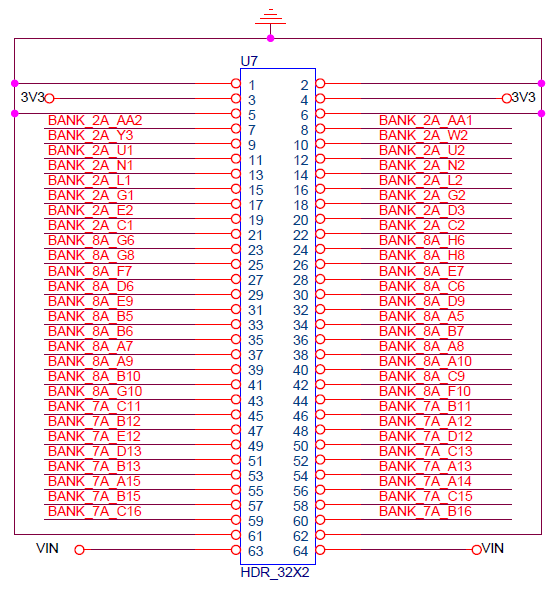 U7
1 2
3V3 3 4 3V3
5 6
BANK_2A_AA2 7 8 BANK_2A_AA1
BANK_2A_Y3 9 10 BANK_2A_W2
BANK_2A_U1 11 12 BANK_2A_U2
BANK_2A_N1 13 14 BANK_2A_N2
BANK_2A_L1 15 16 BANK_2A_L2
BANK_2A_G1 17 18 BANK_2A_G2
BANK_2A_E2 19 20 BANK_2A_D3
BANK_2A_C1 21 22 BANK_2A_C2
BANK_8A_G6 23 24 BANK_8A_H6
BANK_8A_G8 25 26 BANK_8A_H8
BANK_8A_F7 27 28 BANK_8A_E7
BANK_8A_D6 29 30 BANK_8A_C6
BANK_8A_E9 31 32 BANK_8A_D9
BANK_8A_B5 33 34 BANK_8A_A5
BANK_8A_B6 35 36 BANK_8A_B7
BANK_8A_A7 37 38 BANK_8A_A8
BANK_8A_A9 39 40 BANK_8A_A10
BANK_8A_B10 41 42 BANK_8A_C9
BANK_8A_G10 43 44 BANK_8A_F10
BANK_7A_C11 45 46 BANK_7A_B11
BANK_7A_B12 47 48 BANK_7A_A12
BANK_7A_E12 49 50 BANK_7A_D12
BANK_7A_D13 51 52 BANK_7A_C13
BANK_7A_B13 53 54 BANK_7A_A13
BANK_7A_A15 55 56 BANK_7A_A14
BANK_7A_B15 57 58 BANK_7A_C15
BANK_7A_C16 59 60 BANK_7A_B16
61 62
VIN 63 64 VIN
HDR_32X2